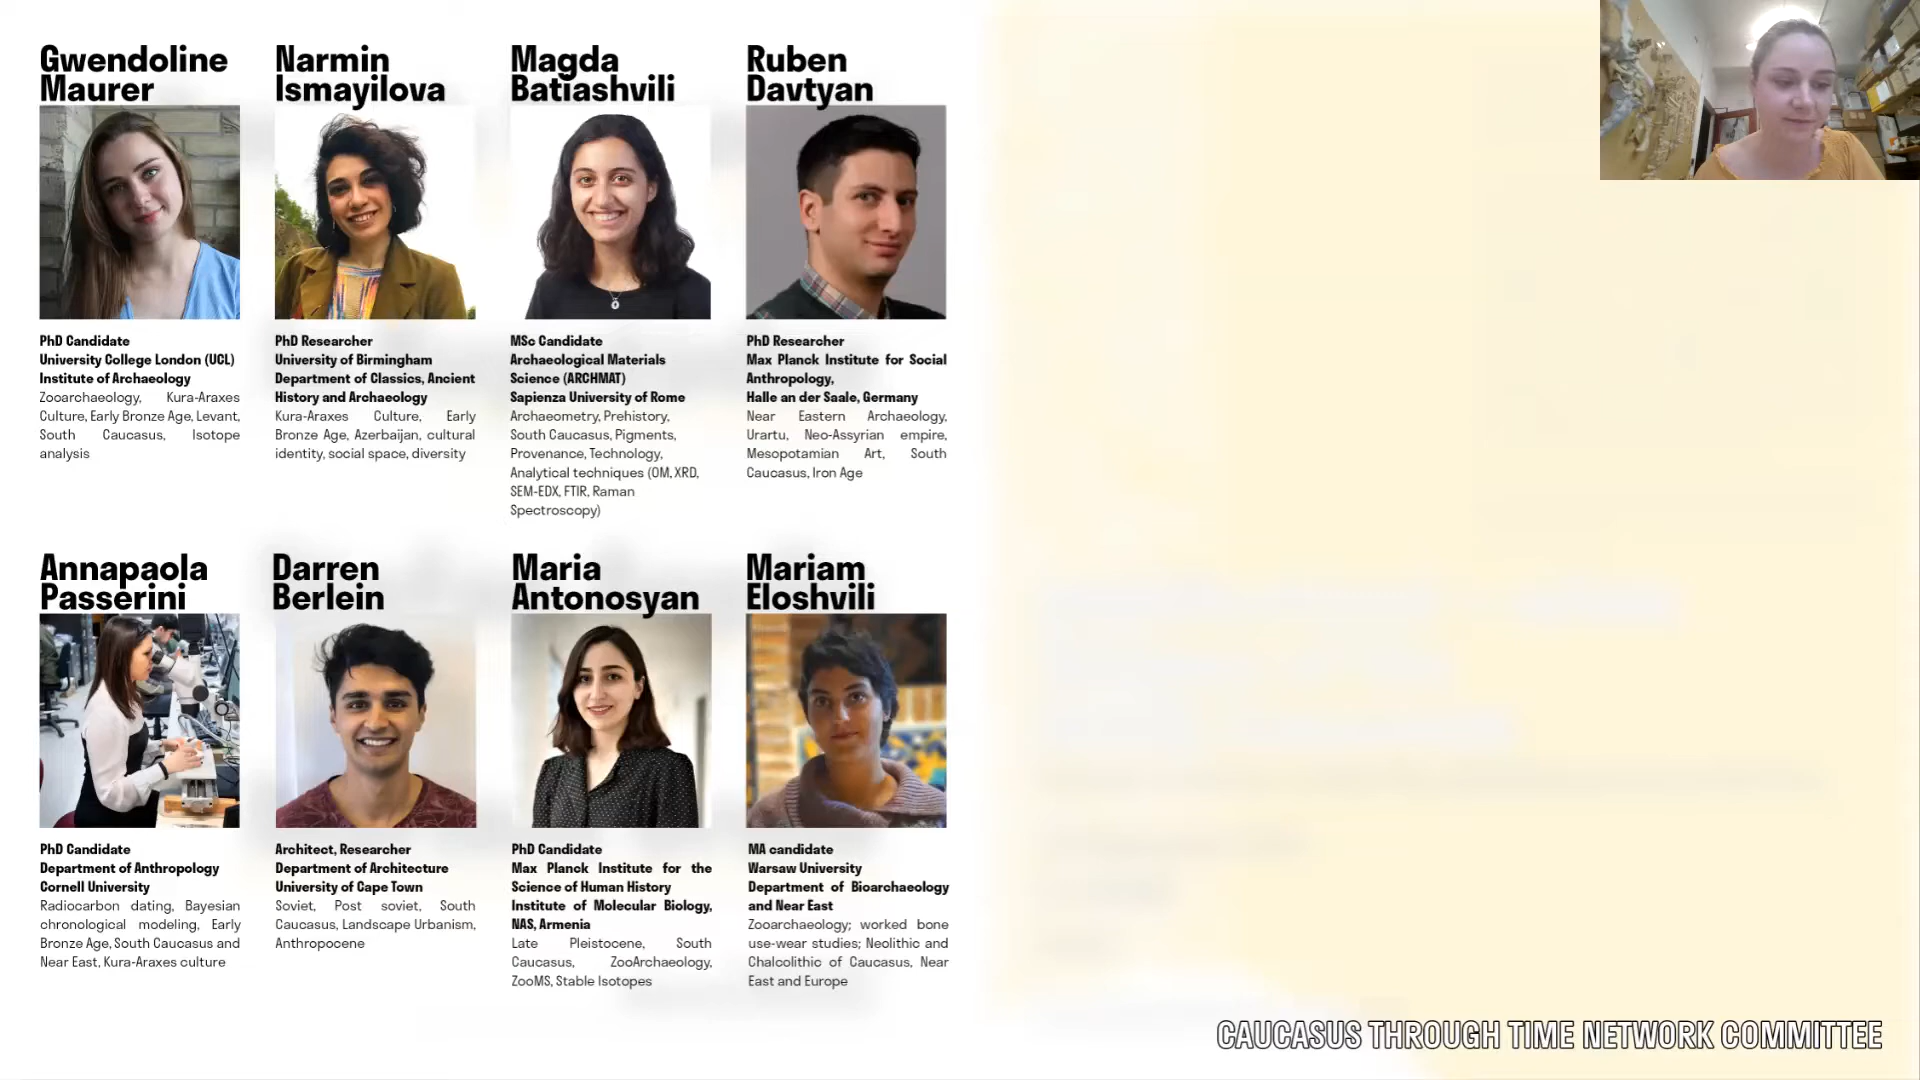 Gwendoline
Maurer
PhD Candidate
University College London (UCL)
Institute of Archaeology
Zooarchaeology, Kura-Araxes
Culture, Early Bronze Age, Levant,
South Caucasus, Isotope
analysis
Narmin
Ismayilova
PhD Researcher
University of Birmingham
Department of Classics, Ancient
History and Archaeology
Kura-Araxes Culture, Early
Bronze Age, Azerbaijan, cultural
identity, social space, diversity
Magda
Batiashvili
MSc Candidate
Archaeological Materials
Science (ARCHMAT)
Sapienza University of Rome
Archaeometry, Prehistory,
South Caucasus, Pigments,
Provenance, Technology,
Analytical techniques (OM, XRD,
SEM-EDX, FTIR, Raman
Spectroscopy)
Ruben
Davtyan
PhD Researcher
Max Planck Institute for Social
Anthropology,
Halle an der Saale, Germany
Near Eastern Archaeology,
Urartu, Neo-Assyrian empire,
Mesopotamian Art, South
Caucasus, Iron Age
Annapaola
Passerini
PhD Candidate
Department of Anthropology
Cornell University
Radiocarbon dating, Bayesian
chronological modeling, Early
Bronze Age, South Caucasus and
Near East, Kura-Araxes culture
Darren
Berlein
Architect, Researcher
Department of Architecture
University of Cape Town
Soviet, Post soviet, South
Caucasus, Landscape Urbanism,
Anthropocene
Maria
Antonosyan
PhD Candidate
Max Planck Institute for the
Science of Human History
Institute of Molecular Biology,
NAS, Armenia
Late Pleistocene, South
Caucasus, ZooArchaeology,
ZooMS, Stable Isotopes
Mariam
Eloshvili
MA candidate
Warsaw University
Department of Bioarchaeology
and Near East
Zooarchaeology; worked bone
use-wear studies; Neolithic and
Chalcolithic of Caucasus, Near
East and Europe
CAUCASUS THROUGH TIME NETWORK COMMITTEE